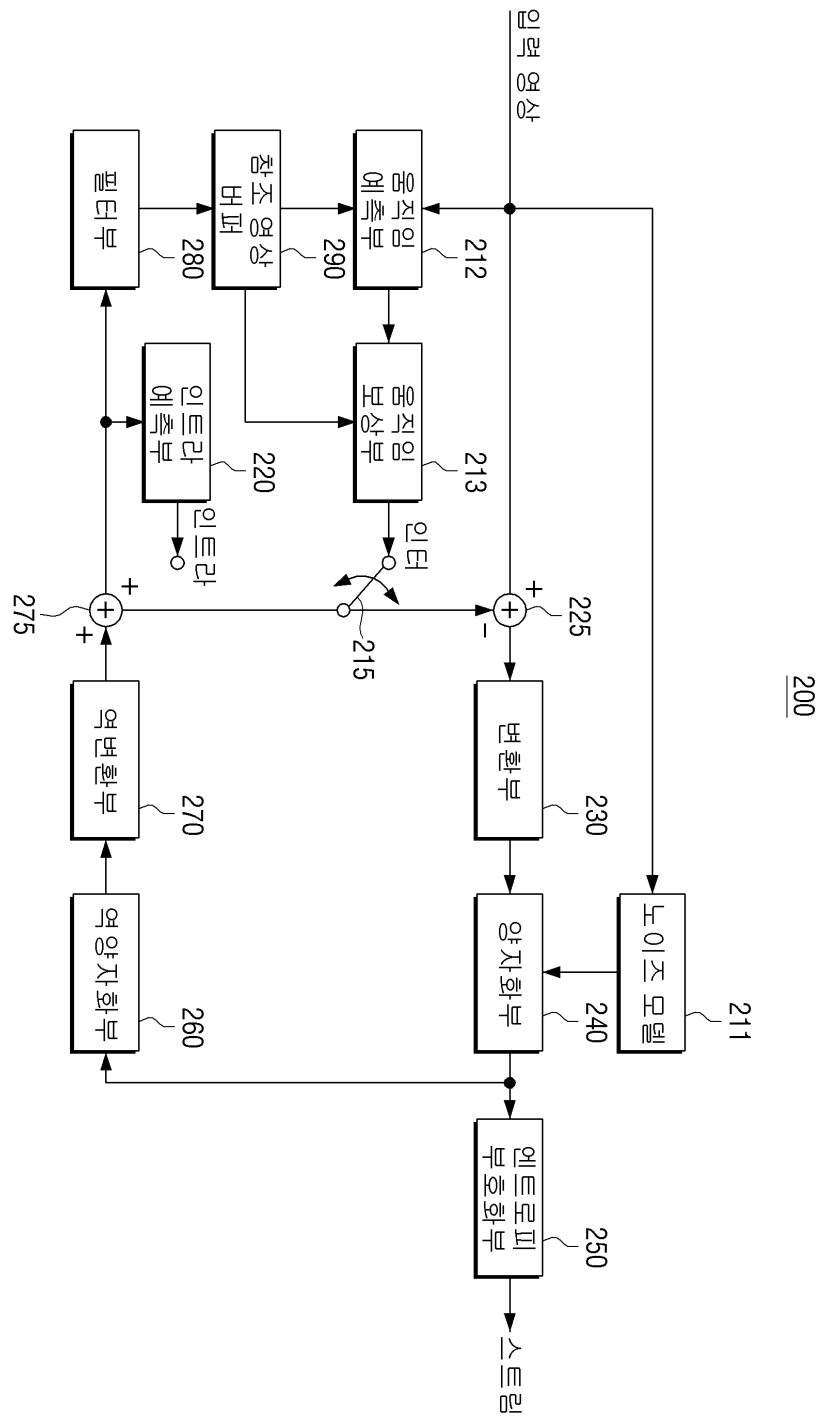 200
입력 영상
노이즈 모델
211
+
225
−
변환부
230
양자화부
240
엔트로피
부호화부
250
스트림
움직임
예측부
212
움직임
보상부
213
인터
215
참조 영상
버퍼
290
인트라
예측부
220
인트라
필터부
280
+
+
275
역변환부
270
역양자화부
260